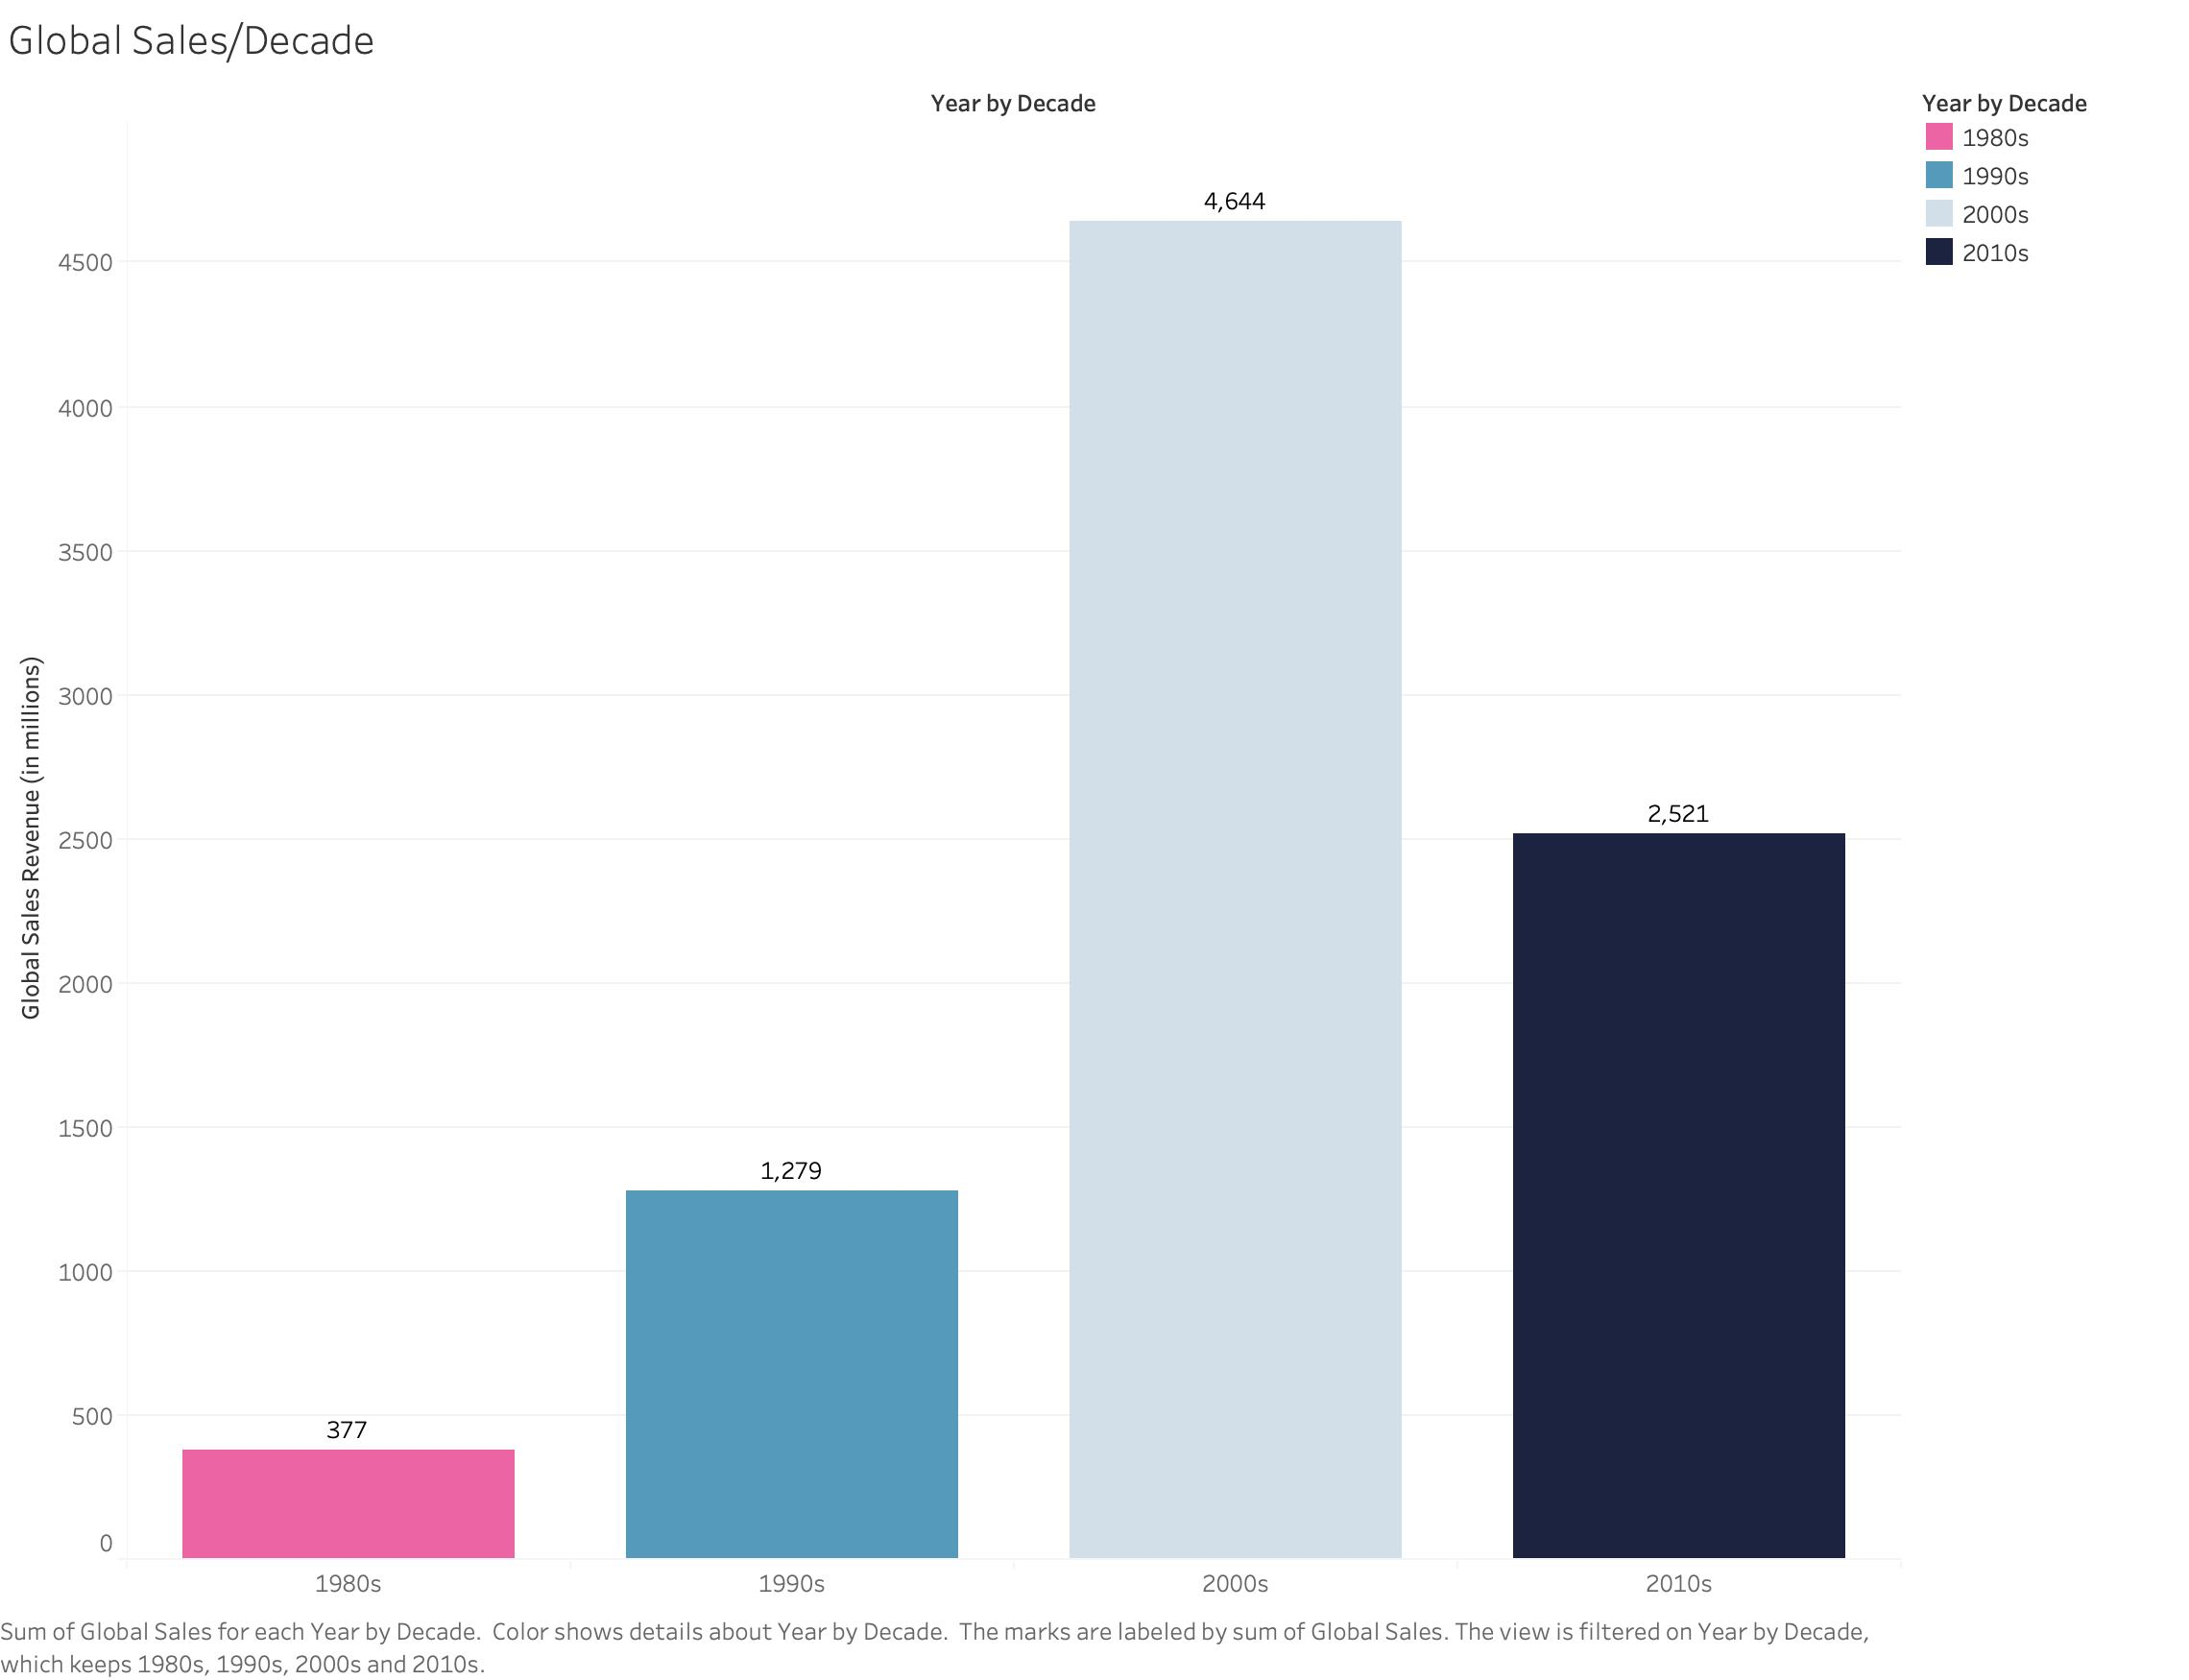 Global Sales/Decade
Year by Decade
Year by Decade
1980s
1990s
2000s
2010s
Global Sales Revenue (in millions)
4500
4000
3500
3000
2500
2000
1500
1000
500
0
377
1,279
4,644
2,521
1980s
1990s
2000s
2010s
Sum of Global Sales for each Year by Decade.  Color shows details about Year by Decade.  The marks are labeled by sum of Global Sales. The view is filtered on Year by Decade,
which keeps 1980s, 1990s, 2000s and 2010s.